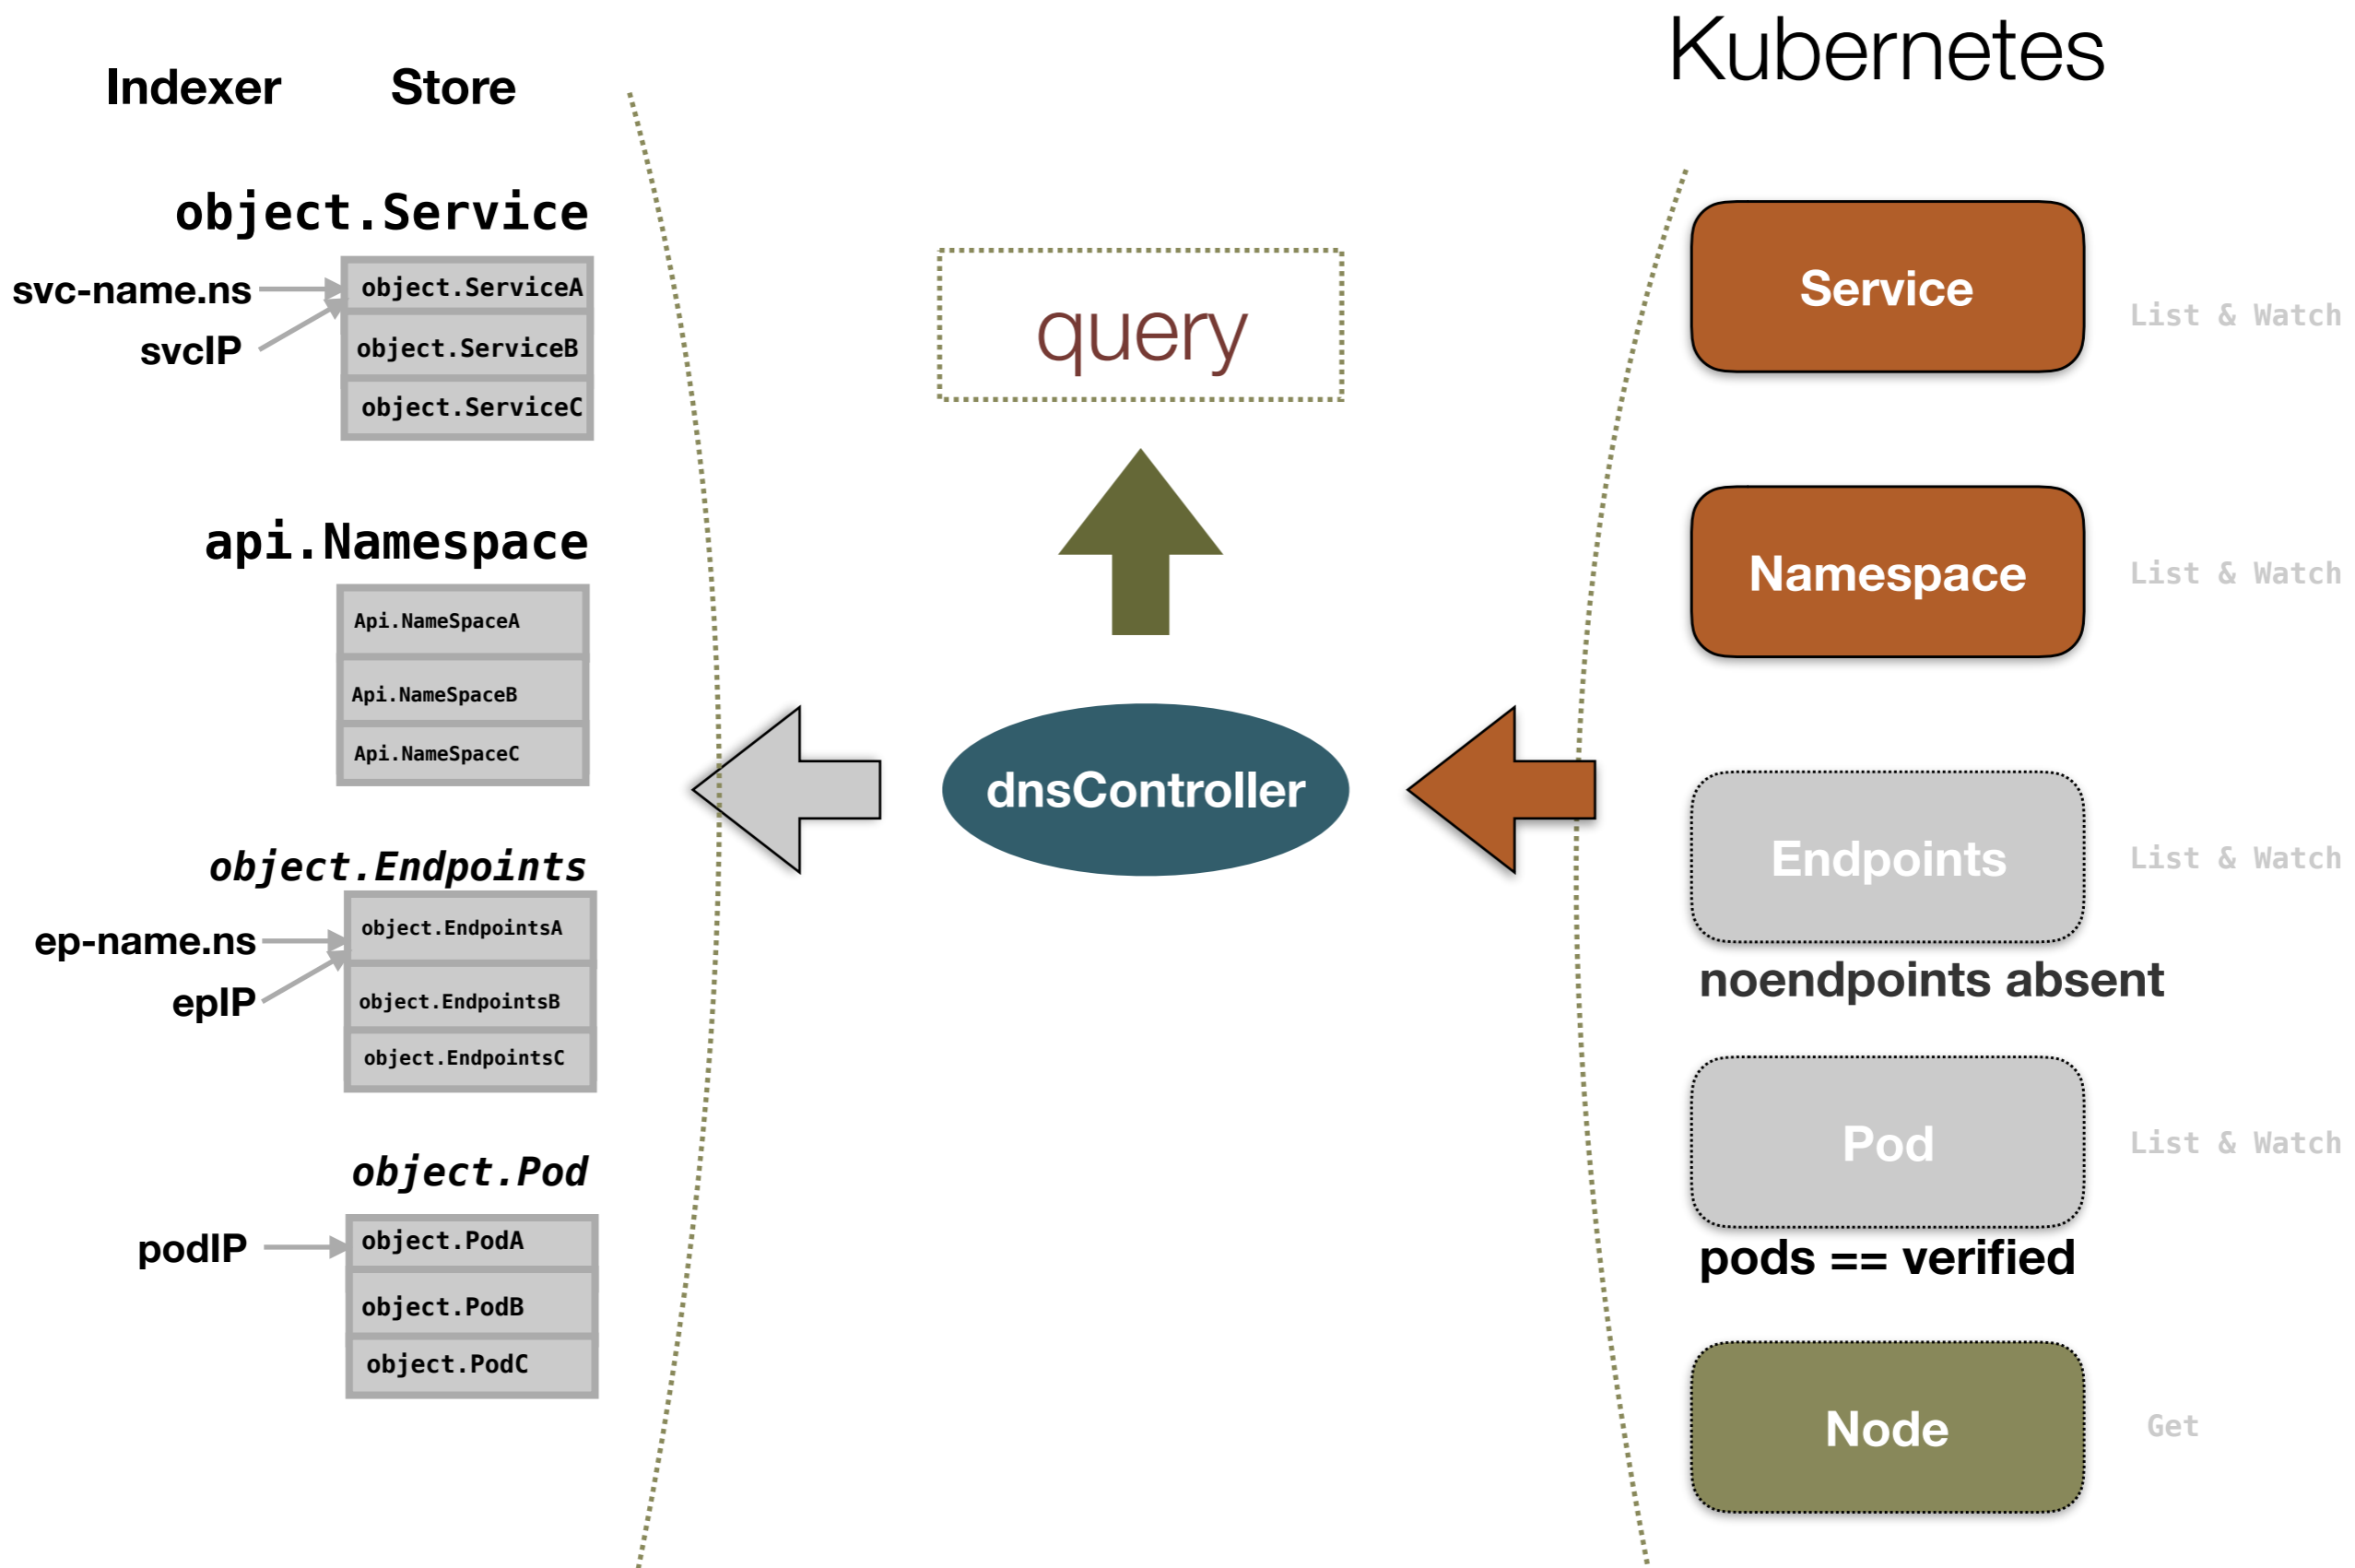 Kubernetes
Indexer
Store
object.Service
svc-name.ns
svcIP
object.ServiceA
object.ServiceB
object.ServiceC
api.Namespace
Api.NameSpaceA
Api.NameSpaceB
Api.NameSpaceC
object.Endpoints
ep-name.ns
epIP
object.EndpointsA
object.EndpointsB
object.EndpointsC
object.Pod
podIP
object.PodA
object.PodB
object.PodC
query
dnsController
Service
List & Watch
Namespace
List & Watch
Endpoints
List & Watch
noendpoints absent
Pod
List & Watch
pods == verified
Node
Get